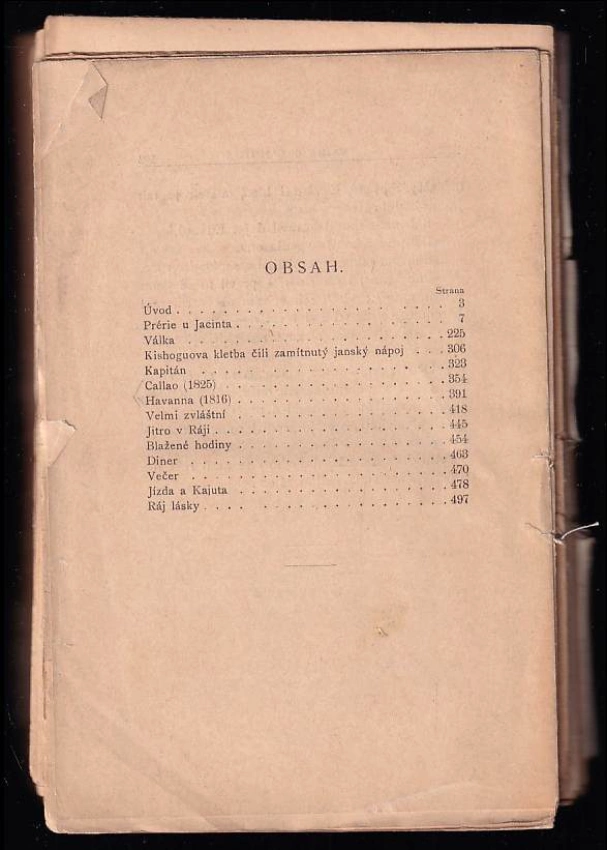 OBSAH.
Strana
Úvod . . . . . . . . . . . . . . . 3
Prérie u Jacinta . . . . . . . . . . . . 7
Válka . . . . . . . . . . . . . . . 225
Kishoguova kletba čili zamítnutý janský nápoj . . . 306
Kapitán . . . . . . . . . . . . . . 323
Callao (1825) . . . . . . . . . . . . 354
Havanna (1816) . . . . . . . . . . . 391
Velmi zvláštní . . . . . . . . . . . . 418
Jitro v Ráji . . . . . . . . . . . . . 445
Blažené hodiny . . . . . . . . . . . 454
Diner . . . . . . . . . . . . . . . 463
Večer . . . . . . . . . . . . . . . 470
Jízda a Kajuta . . . . . . . . . . . . 478
Ráj lásky . . . . . . . . . . . . . . 497